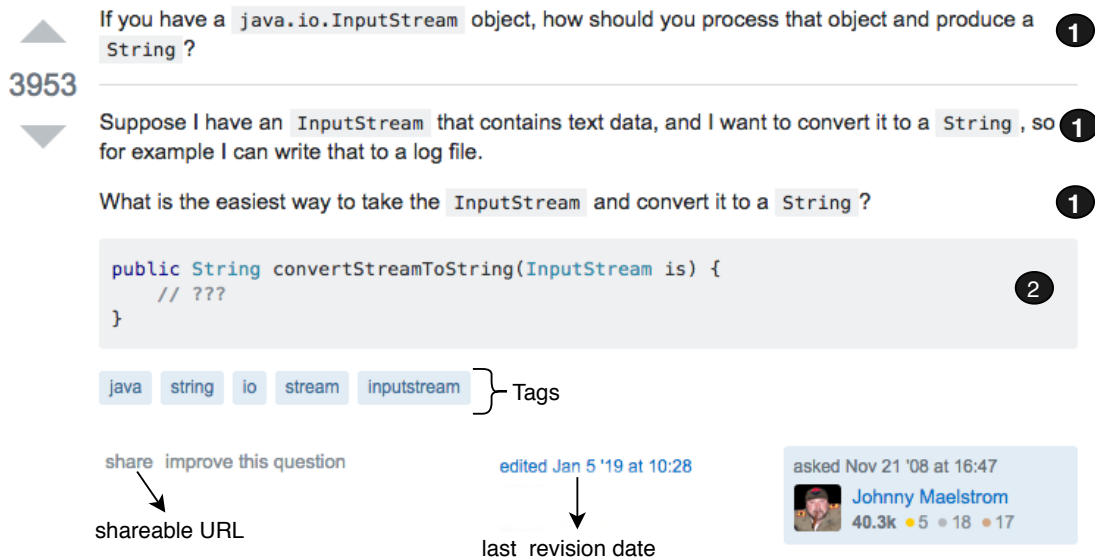 If you have a java.io.InputStream object, how should you process that object and produce a
String ?
1
3953
Suppose I have an InputStream that contains text data, and I want to convert it to a String , so
1
for example I can write that to a log file.
What is the easiest way to take the InputStream and convert it to a String ?
1
public String convertStreamToString(InputStream is) {
// ???
2
}
java string io stream inputstream
Tags
share improve this question
edited Jan 5 '19 at 10:28
asked Nov 21 '08 at 16:47
Johnny Maelstrom
40.3k 5 18 17
shareable URL
last revision date